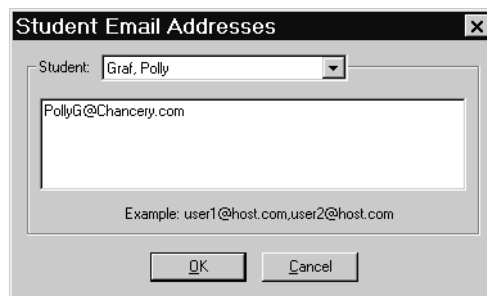 Student Email Addresses
Student: Graf, Polly
PollyG@Chancery.com
Example: user1@host.com,user2@host.com
OK Cancel